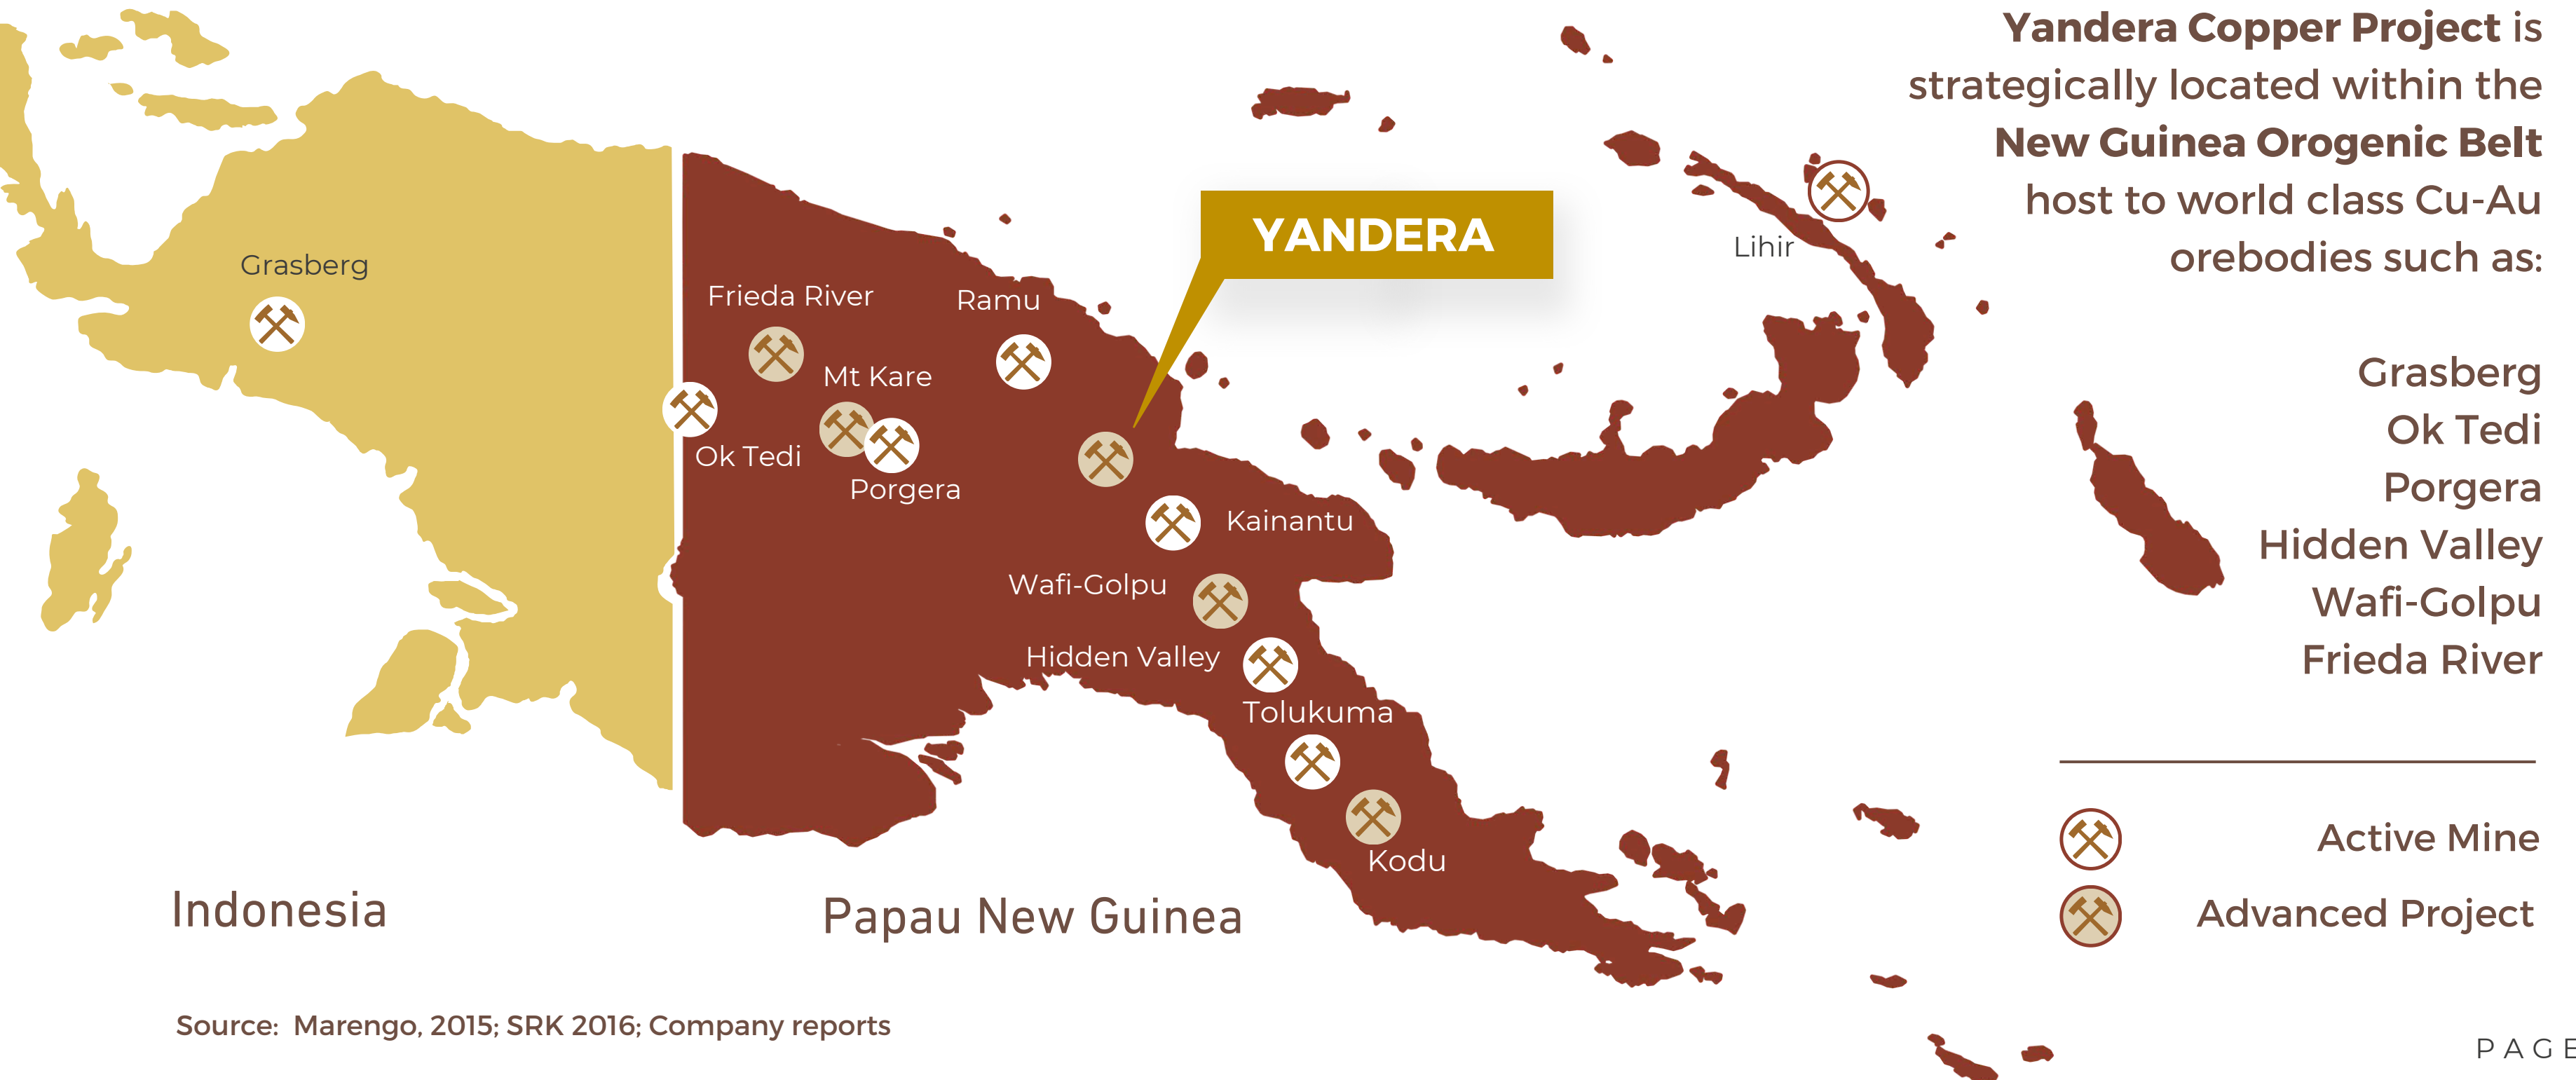 Yandera Copper Project is
strategically located within the
New Guinea Orogenic Belt
host to world class Cu-Au
orebodies such as:
Grasberg
Ok Tedi
Porgera
Hidden Valley
Wafi-Golpu
Frieda River
Active Mine
Advanced Project
YANDERA
Lihir
Grasberg
Frieda River
Ramu
Mt Kare
Ok Tedi
Porgera
Kainantu
Wafi-Golpu
Hidden Valley
Tolukuma
Kodu
Indonesia
Papau New Guinea
Source: Marengo, 2015; SRK 2016; Company reports
PAGE